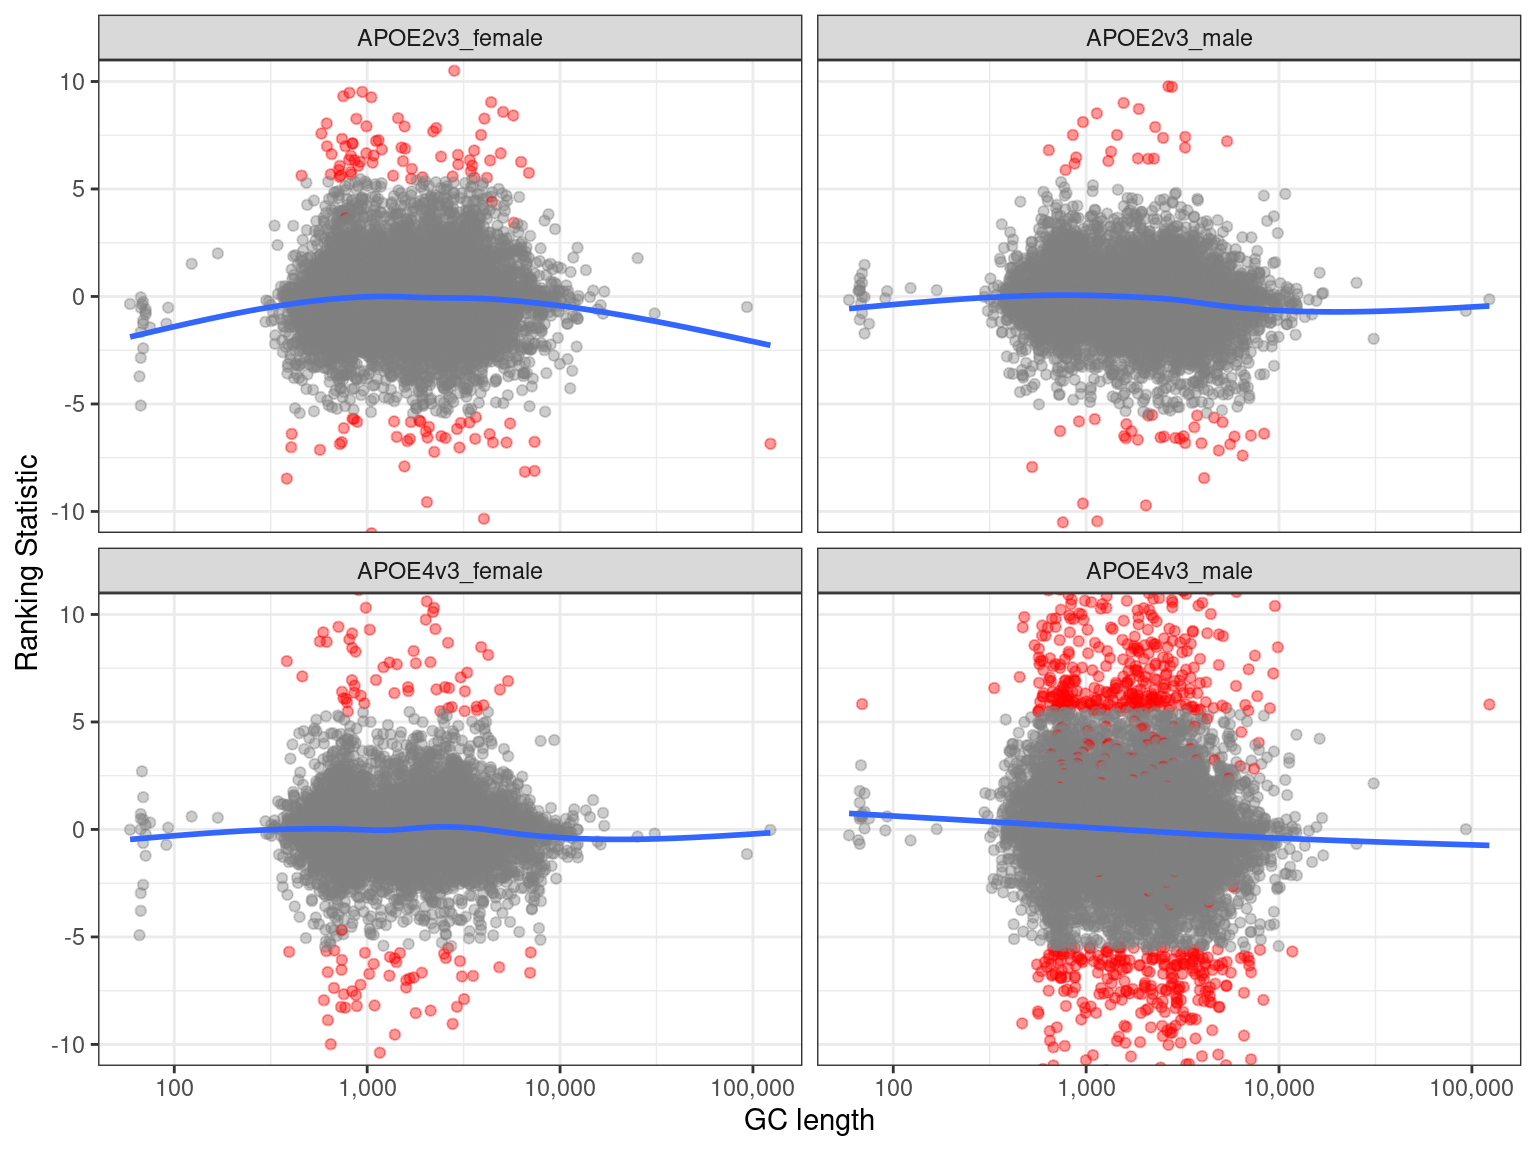 APOE2v3_female APOE2v3_male
10
5
0
-5
-10
APOE4v3_female APOE4v3_male
10
5
0
-5
-10
Ranking Statistic
100 1,000 10,000 100,000 100 1,000 10,000 100,000
GC length